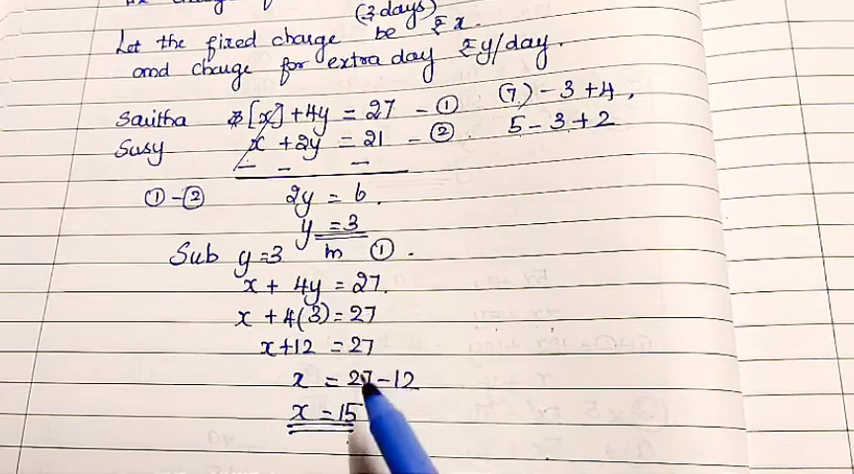 (3 days)
Let the fixed charge be ₹x.
and charge for extra day ₹y/day.
Saritha [x] + 4y = 27 - ① (7) - 3 + 4,
Susy x + 2y = 21 - ② 5 - 3 + 2
- - -
① - ② 2y = 6.
y = 3
Sub y = 3 in ①.
x + 4y = 27.
x + 4(3) = 27
x + 12 = 27
x = 27 - 12
x = 15